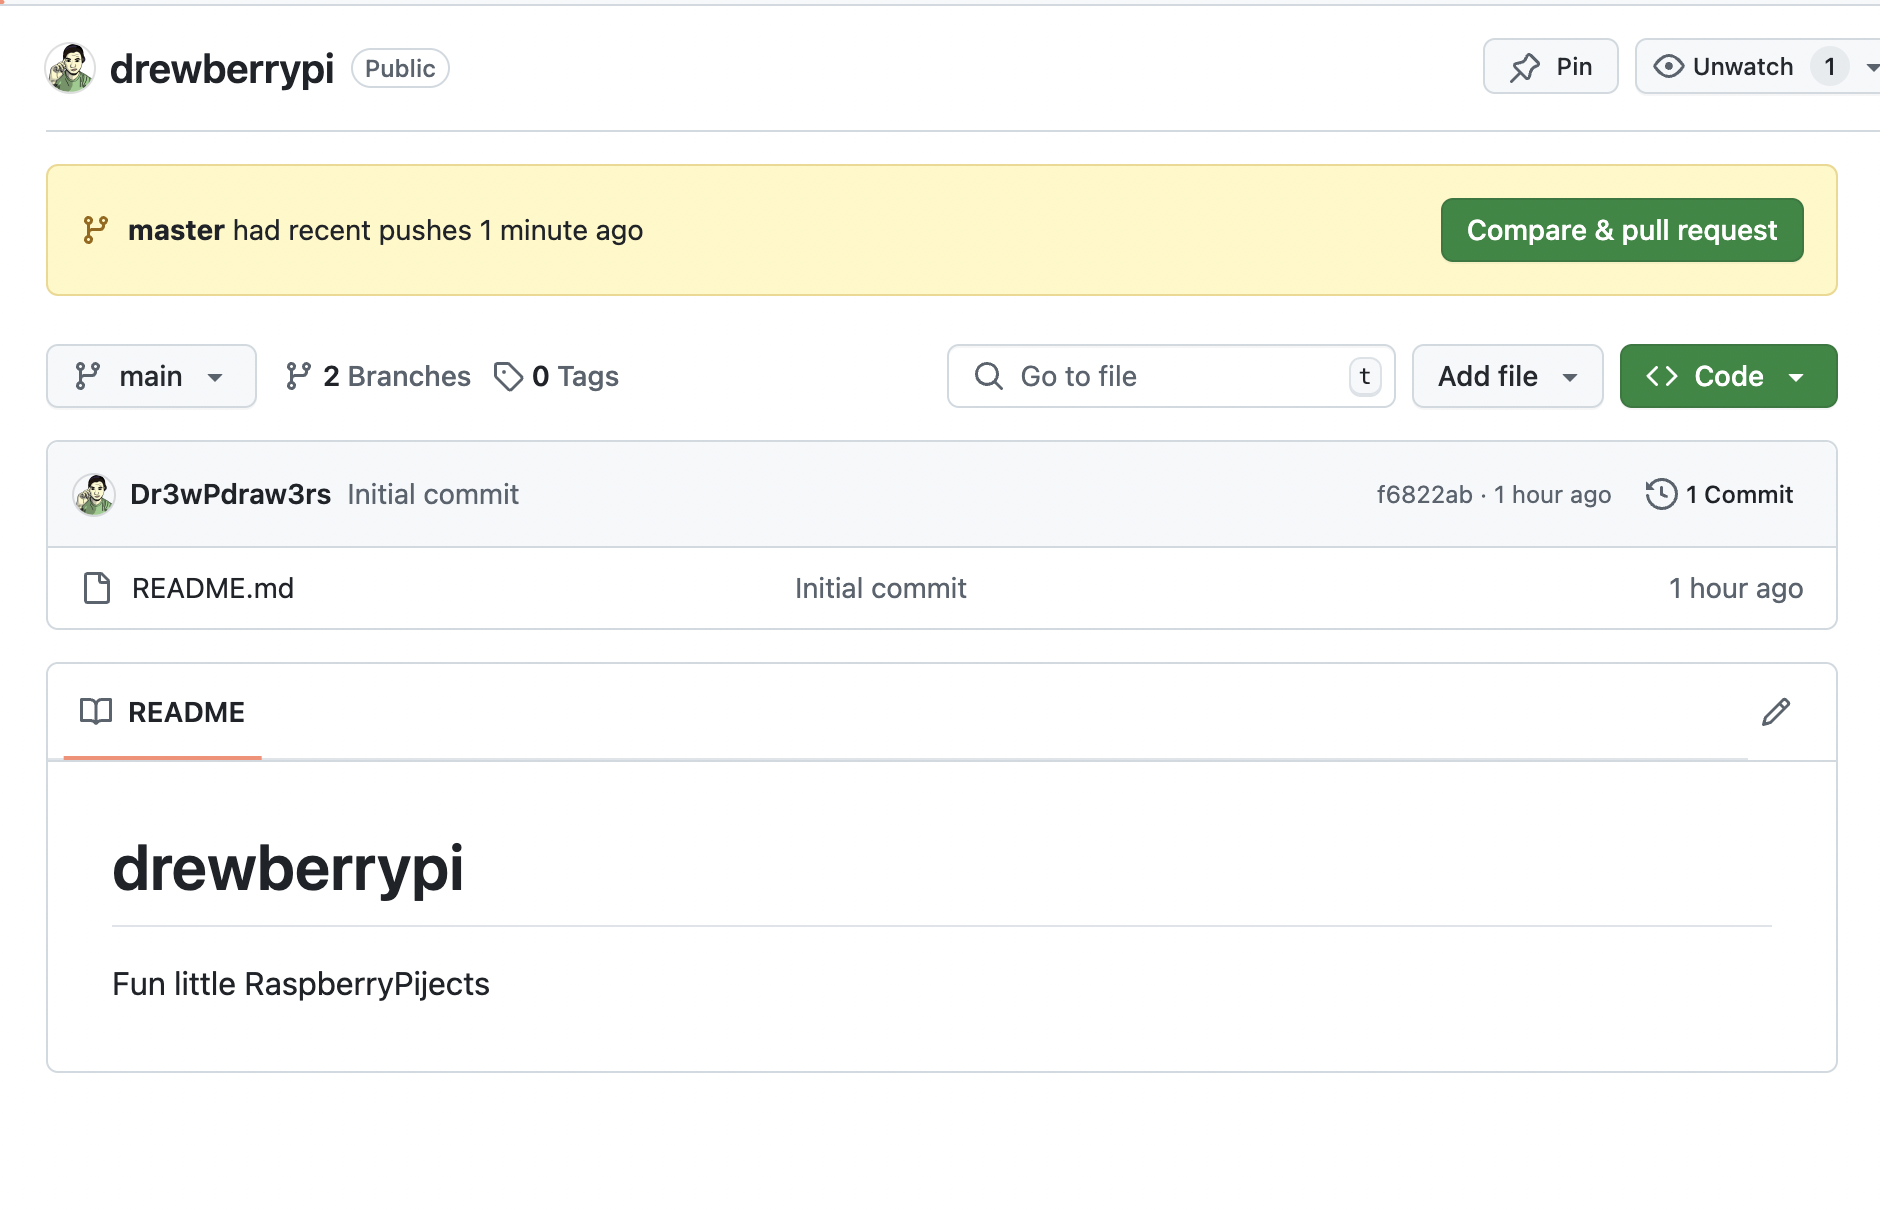 drewberrypi Public Pin Unwatch 1
master had recent pushes 1 minute ago Compare & pull request
main 2 Branches 0 Tags Go to file t Add file Code
Dr3wPdraw3rs Initial commit f6822ab · 1 hour ago 1 Commit
README.md Initial commit 1 hour ago
README
drewberrypi
Fun little RaspberryPijects